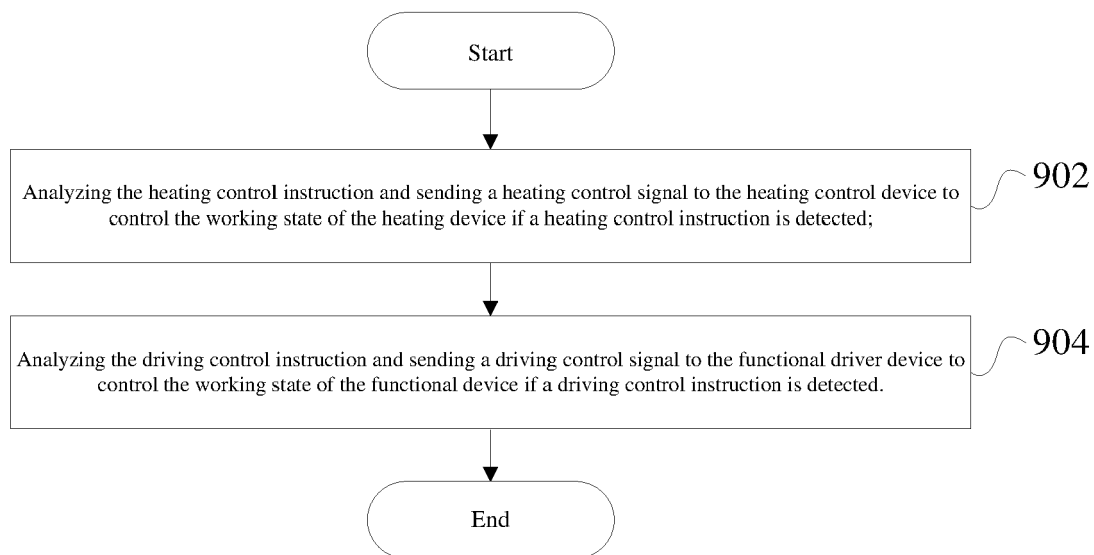 Start
Analyzing the heating control instruction and sending a heating control signal to the heating control device to
control the working state of the heating device if a heating control instruction is detected;
902
Analyzing the driving control instruction and sending a driving control signal to the functional driver device to
control the working state of the functional device if a driving control instruction is detected.
904
End